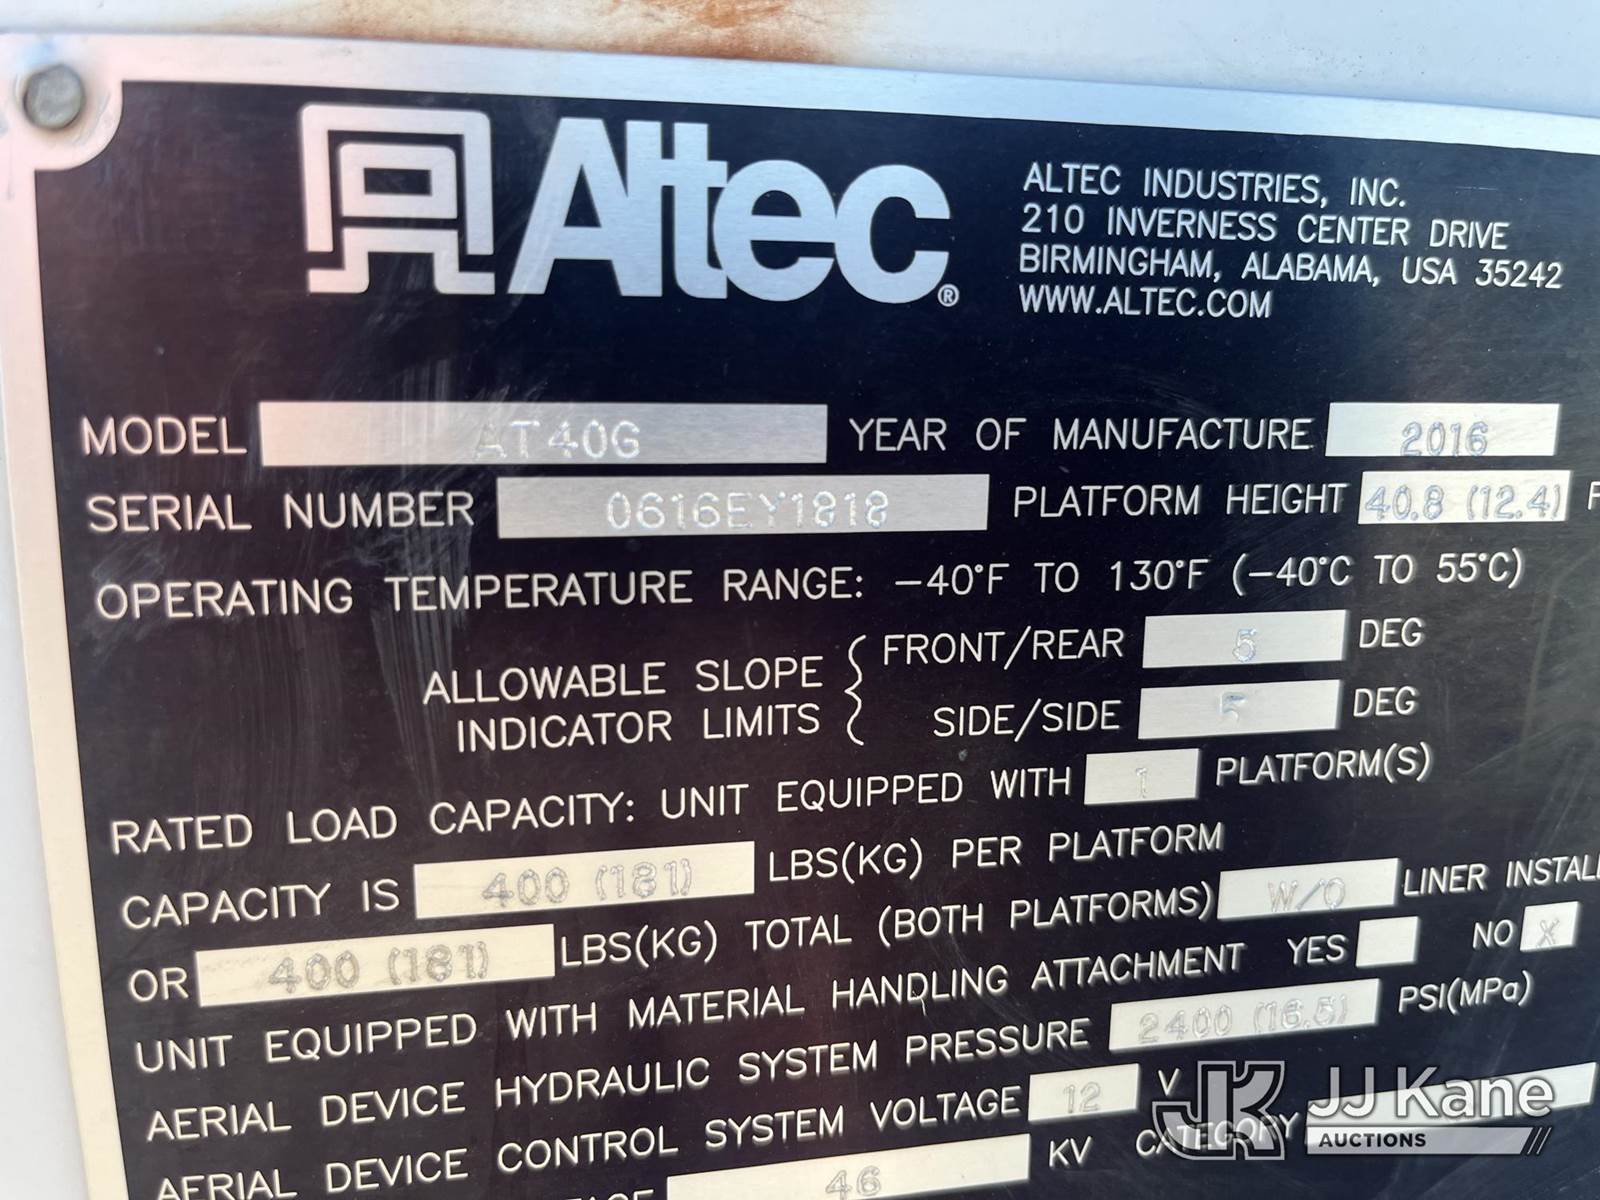 Altec®
ALTEC INDUSTRIES, INC.
210 INVERNESS CENTER DRIVE
BIRMINGHAM, ALABAMA, USA 35242
WWW.ALTEC.COM
MODEL AT40G YEAR OF MANUFACTURE 2016
SERIAL NUMBER 0616EY1818 PLATFORM HEIGHT 40.8 (12.4) F
OPERATING TEMPERATURE RANGE: -40°F TO 130°F (-40°C TO 55°C)
ALLOWABLE SLOPE INDICATOR LIMITS { FRONT/REAR 5 DEG
SIDE/SIDE 5 DEG
RATED LOAD CAPACITY: UNIT EQUIPPED WITH 1 PLATFORM(S)
CAPACITY IS 400 (181) LBS(KG) PER PLATFORM
OR 400 (181) LBS(KG) TOTAL (BOTH PLATFORMS) W/O LINER INSTAL
UNIT EQUIPPED WITH MATERIAL HANDLING ATTACHMENT YES NO X
AERIAL DEVICE HYDRAULIC SYSTEM PRESSURE 2400 (16.5) PSI(MPa)
AERIAL DEVICE CONTROL SYSTEM VOLTAGE 12 V
AERIAL DEVICE 46 KV CATEGORY
JJ Kane
AUCTIONS